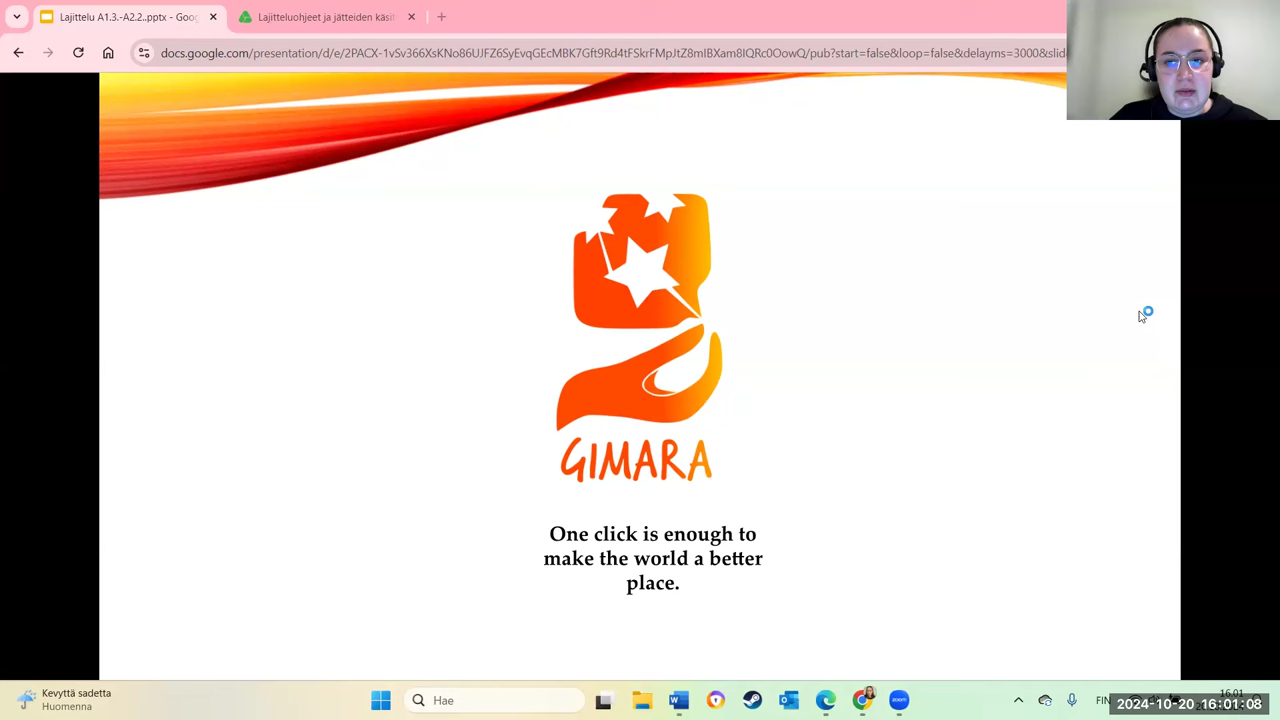 Lajittelu A1.3.-A2.2..pptx - Goo
Lajitteluohjeet ja jätteiden käsit
docs.google.com/presentation/d/e/2PACX-1vSv366XsKNo86UJFZ6SyEvqGEcMBK7Gft9Rd4tFSkrFMpJtZ8mIBXam8IQRc0OowQ/pub?start=false&loop=false&delayms=3000&slid
GIMARA
One click is enough to
make the world a better
place.
Kevyttä sadetta
Huomenna
Hae
zoom
FIN
16.01
2024-10-20 16:01:08